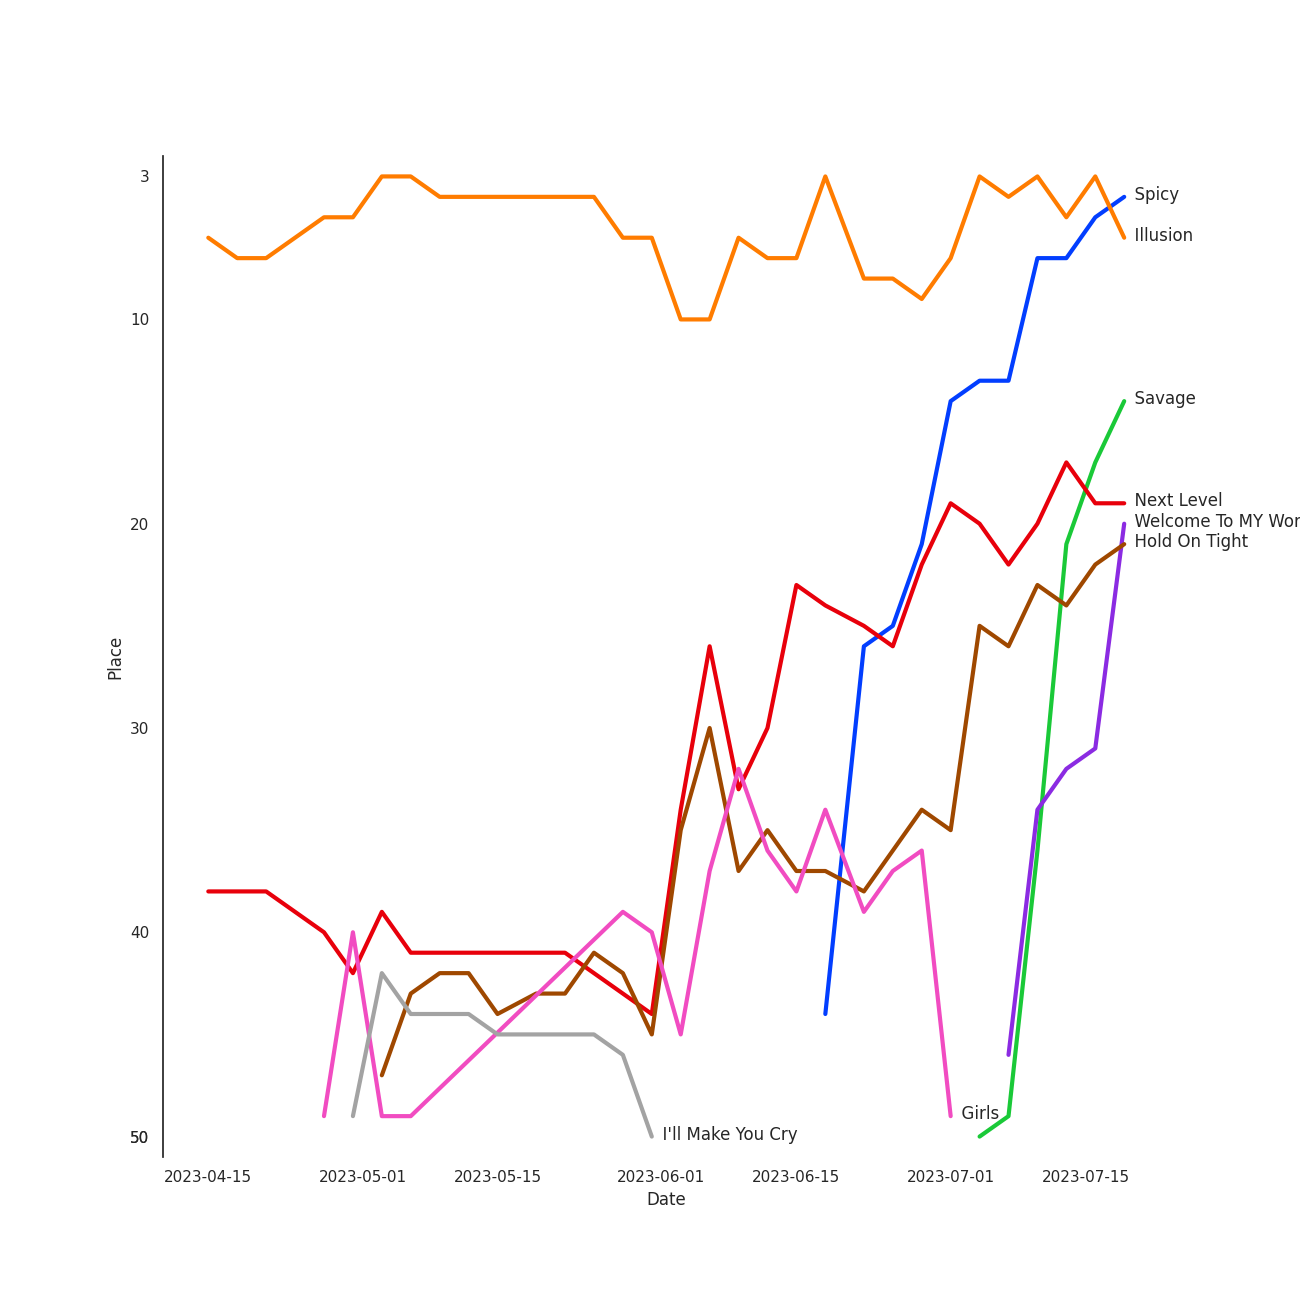 3
10
20
30
40
50
Place
Spicy
Illusion
Savage
Next Level
Welcome To MY Wor
Hold On Tight
Girls
I'll Make You Cry
2023-04-15
2023-05-01
2023-05-15
2023-06-01
2023-06-15
2023-07-01
2023-07-15
Date